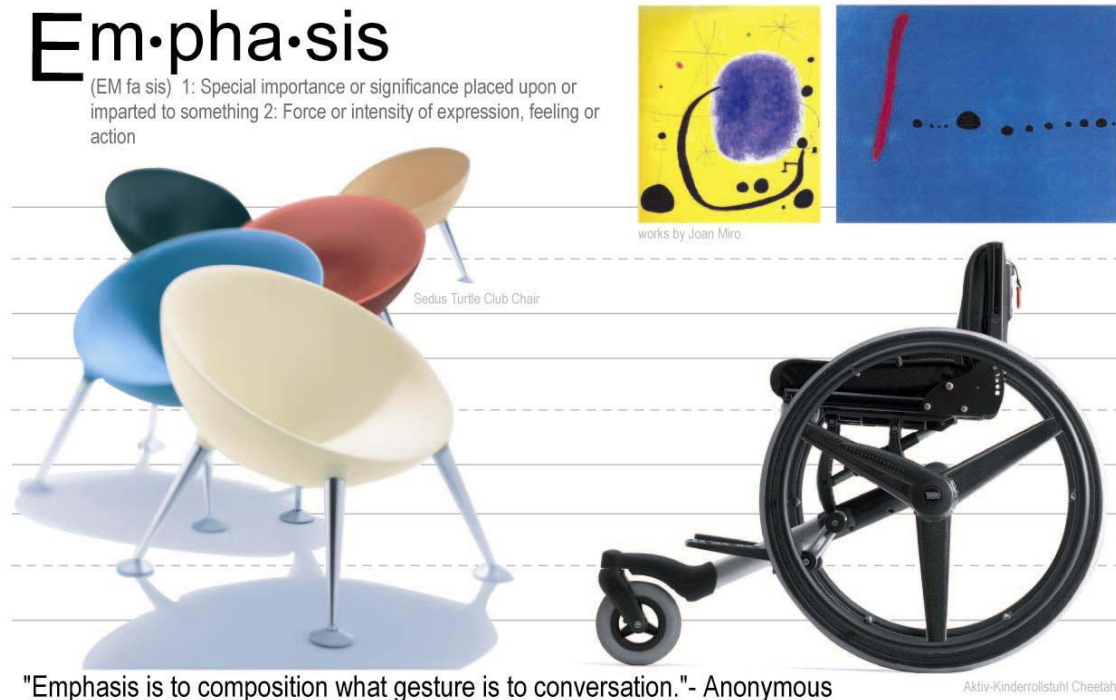 Em•pha•sis
(EM fa sis) 1: Special importance or significance placed upon or
imparted to something 2: Force or intensity of expression, feeling or
action
works by Joan Miro
Sedus Turtle Club Chair
"Emphasis is to composition what gesture is to conversation."- Anonymous
Aktiv-Kinderrollstuhl Cheetah